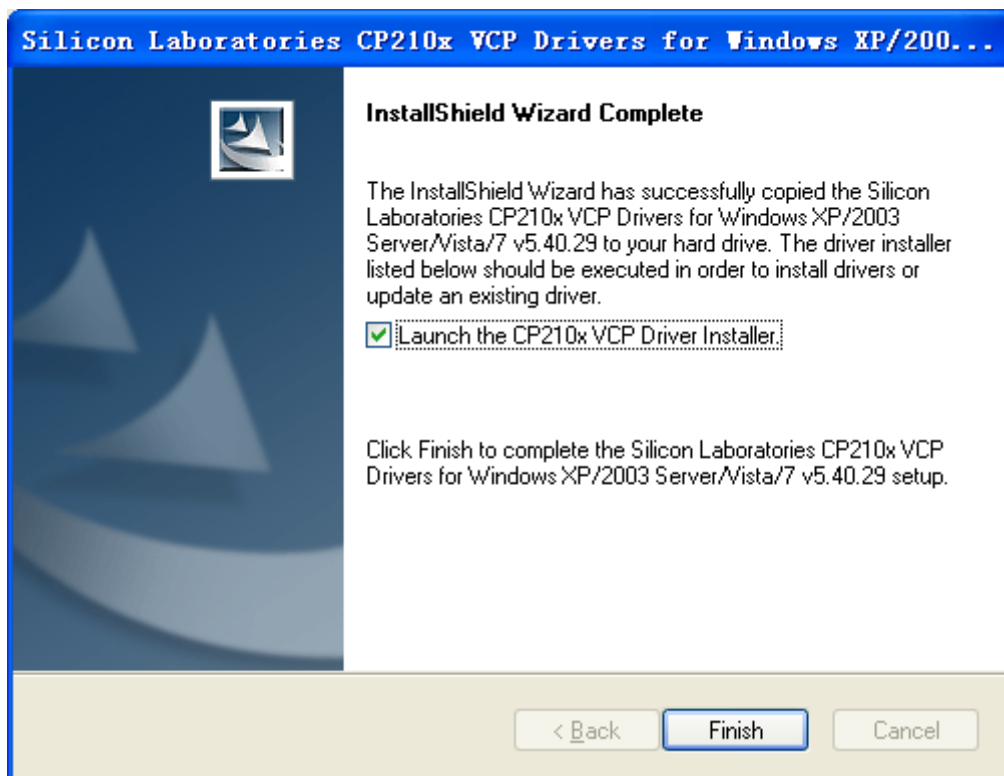 Silicon Laboratories CP210x VCP Drivers for Windows XP/200...
InstallShield Wizard Complete
The InstallShield Wizard has successfully copied the Silicon
Laboratories CP210x VCP Drivers for Windows XP/2003
Server/Vista/7 v5.40.29 to your hard drive. The driver installer
listed below should be executed in order to install drivers or
update an existing driver.
Launch the CP210x VCP Driver Installer.
Click Finish to complete the Silicon Laboratories CP210x VCP
Drivers for Windows XP/2003 Server/Vista/7 v5.40.29 setup.
< Back
Finish
Cancel